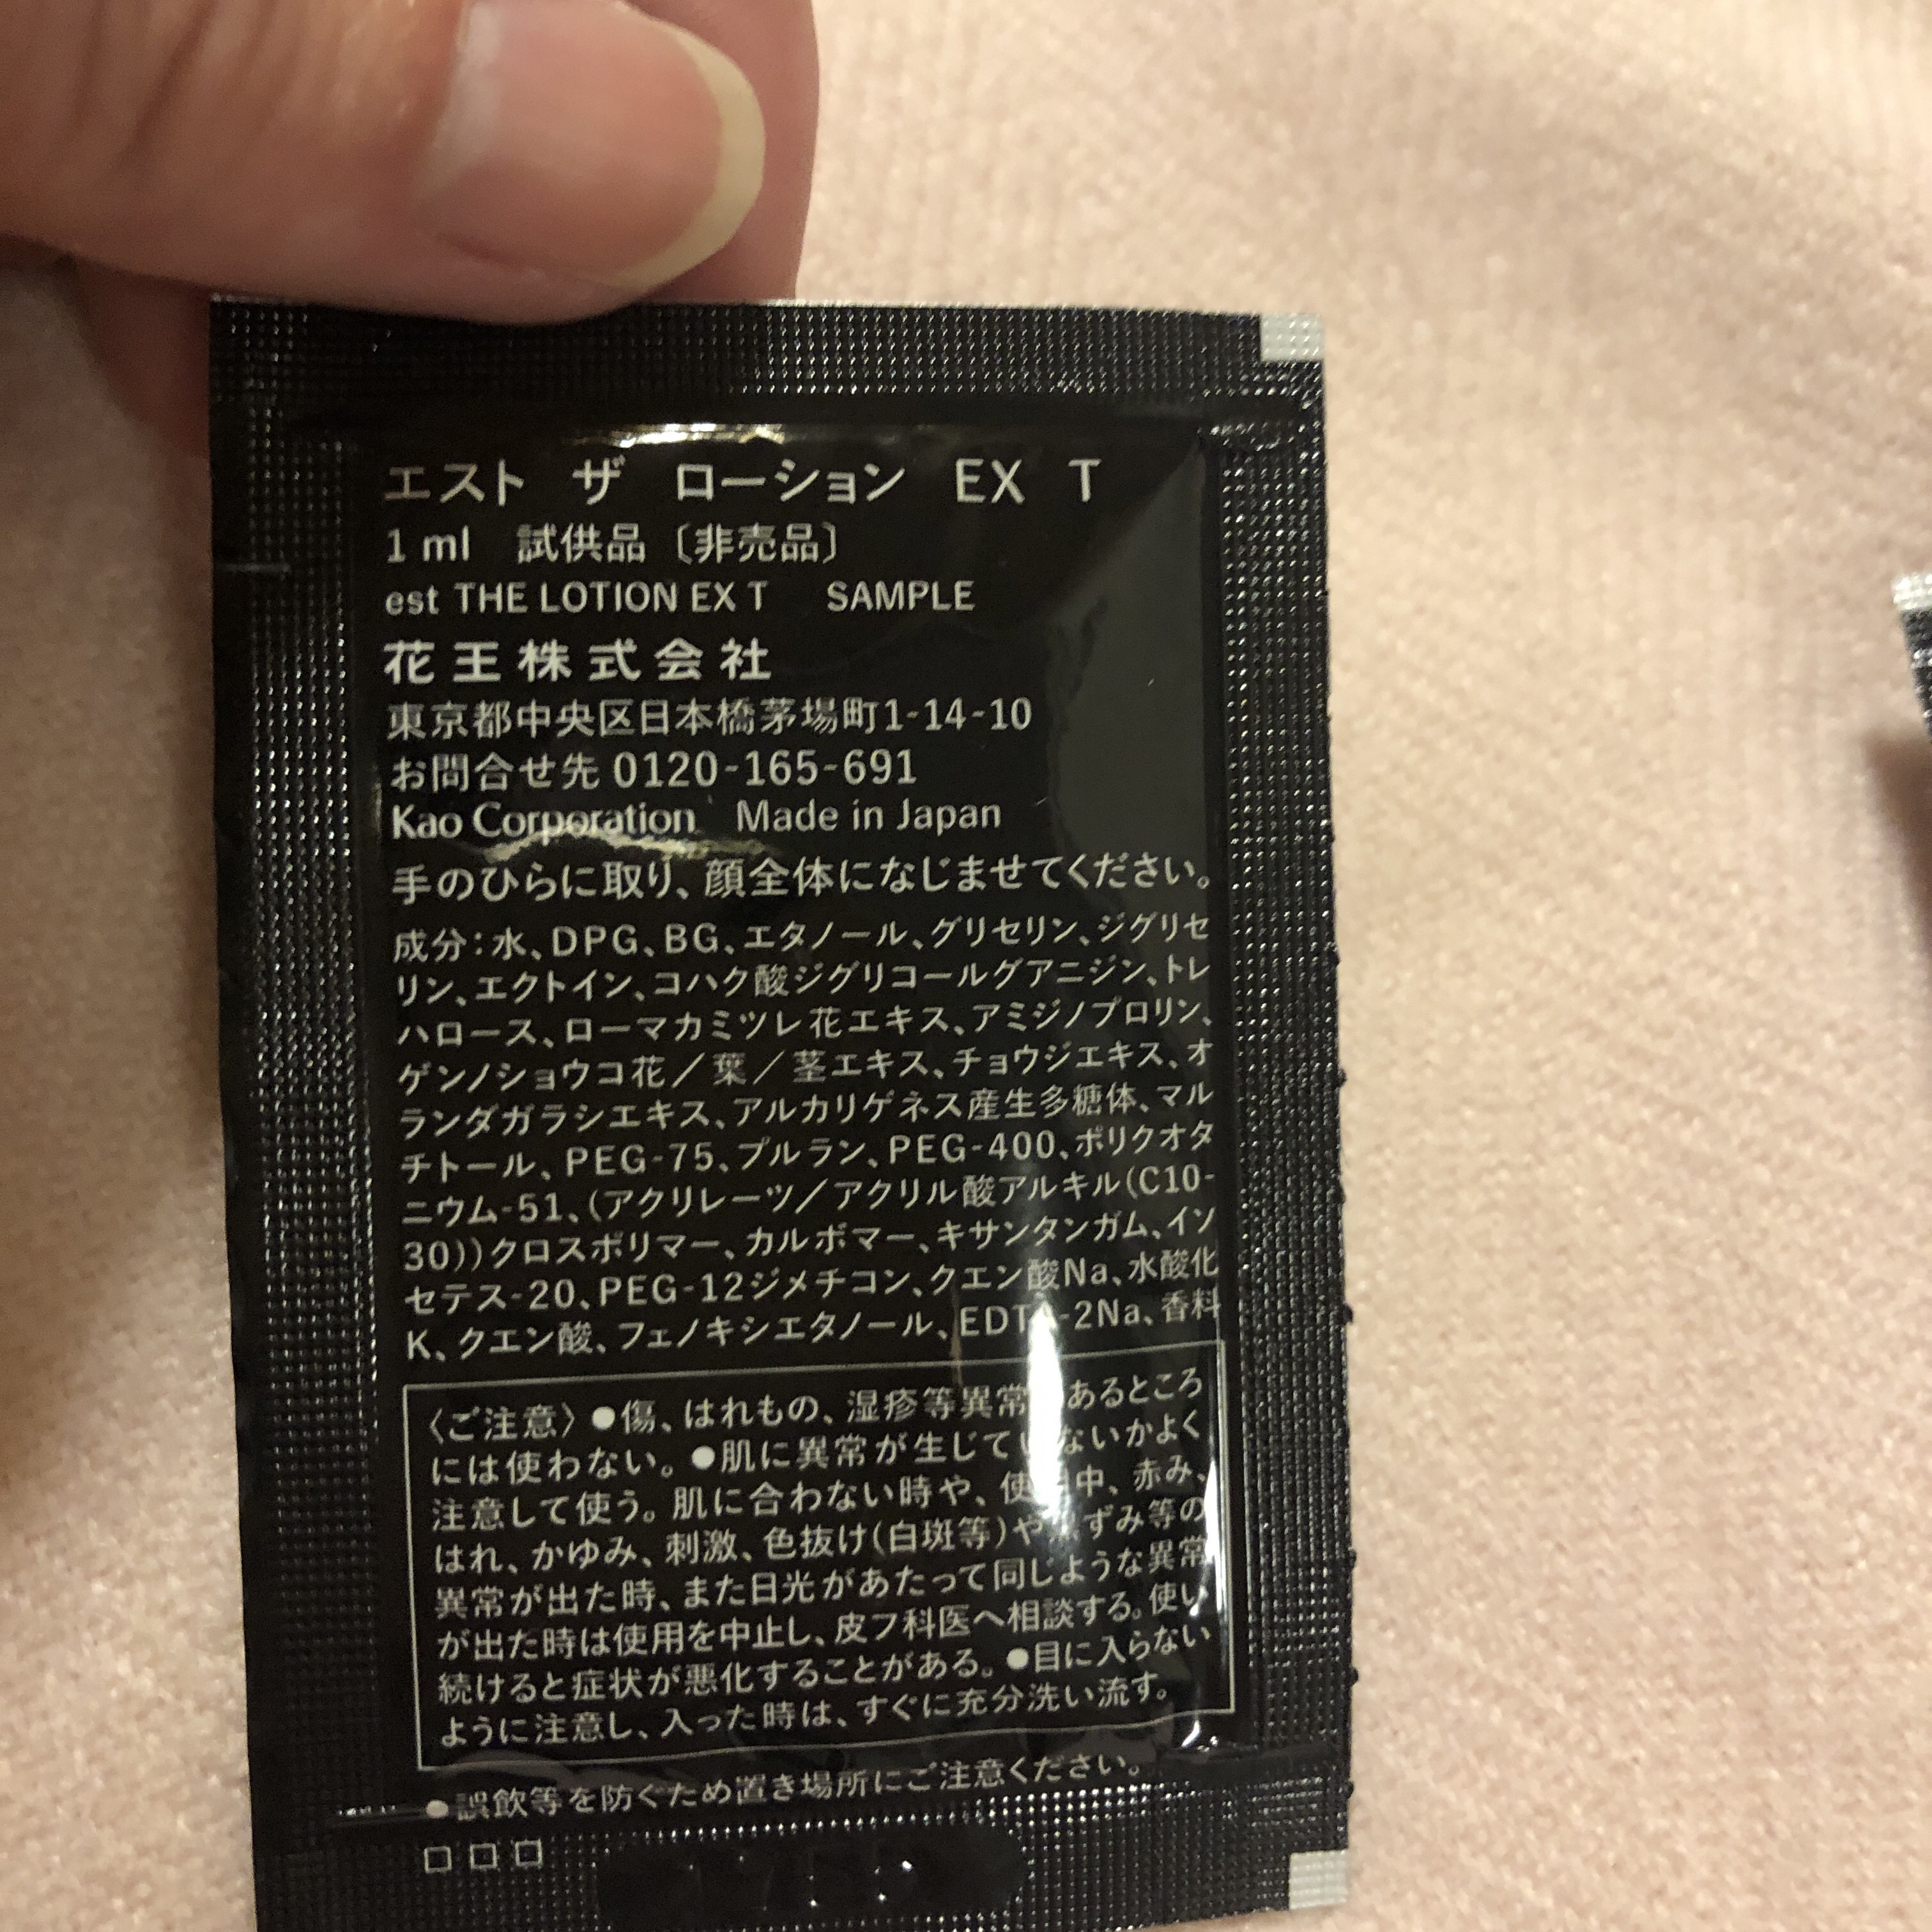 エスト ザ ローション EX T
1 ml 試供品〔非売品〕
est THE LOTION EX T SAMPLE
花王株式会社
東京都中央区日本橋茅場町1-14-10
お問合せ先 0120-165-691
Kao Corporation Made in Japan
手のひらに取り、顔全体になじませてください。
成分:水、DPG、BG、エタノール、グリセリン、ジグリセ
リン、エクトイン、コハク酸ジグリコールグアニジン、トレ
ハロース、ローマカミツレ花エキス、アミジノプロリン、
ゲンノショウコ花/葉/茎エキス、チョウジエキス、オ
ランダガラシエキス、アルカリゲネス産生多糖体、マル
チトール、PEG-75、プルラン、PEG-400、ポリクオタ
ニウム-51、(アクリレーツ/アクリル酸アルキル(C10-
30))クロスポリマー、カルボマー、キサンタンガム、イソ
セテス-20、PEG-12ジメチコン、クエン酸Na、水酸化
K、クエン酸、フェノキシエタノール、EDTA-2Na、香料
〈ご注意〉●傷、はれもの、湿疹等異常のあるところ
には使わない。●肌に異常が生じていないかよく
注意して使う。肌に合わない時や、使用中、赤み、
はれ、かゆみ、刺激、色抜け(白斑等)や黒ずみ等の
異常が出た時、また日光があたって同じような異常
が出た時は使用を中止し、皮フ科医へ相談する。使い
続けると症状が悪化することがある。●目に入らない
ように注意し、入った時は、すぐに充分洗い流す。
●誤飲等を防ぐため置き場所にご注意ください。